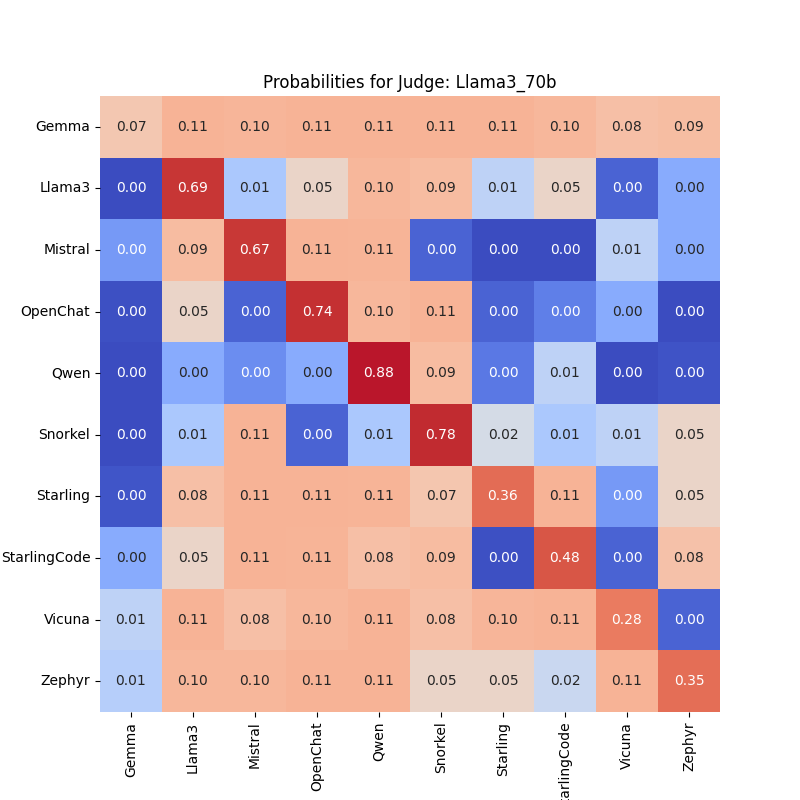 Probabilities for Judge: Llama3_70b
Gemma 0.07 0.11 0.10 0.11 0.11 0.11 0.11 0.10 0.08 0.09
Llama3 0.00 0.69 0.01 0.05 0.10 0.09 0.01 0.05 0.00 0.00
Mistral 0.00 0.09 0.67 0.11 0.11 0.00 0.00 0.00 0.01 0.00
OpenChat 0.00 0.05 0.00 0.74 0.10 0.11 0.00 0.00 0.00 0.00
Qwen 0.00 0.00 0.00 0.00 0.88 0.09 0.00 0.01 0.00 0.00
Snorkel 0.00 0.01 0.11 0.00 0.01 0.78 0.02 0.01 0.01 0.05
Starling 0.00 0.08 0.11 0.11 0.11 0.07 0.36 0.11 0.00 0.05
StarlingCode 0.00 0.05 0.11 0.11 0.08 0.09 0.00 0.48 0.00 0.08
Vicuna 0.01 0.11 0.08 0.10 0.11 0.08 0.10 0.11 0.28 0.00
Zephyr 0.01 0.10 0.10 0.11 0.11 0.05 0.05 0.02 0.11 0.35
Gemma Llama3 Mistral OpenChat Qwen Snorkel Starling arlingCode Vicuna Zephyr